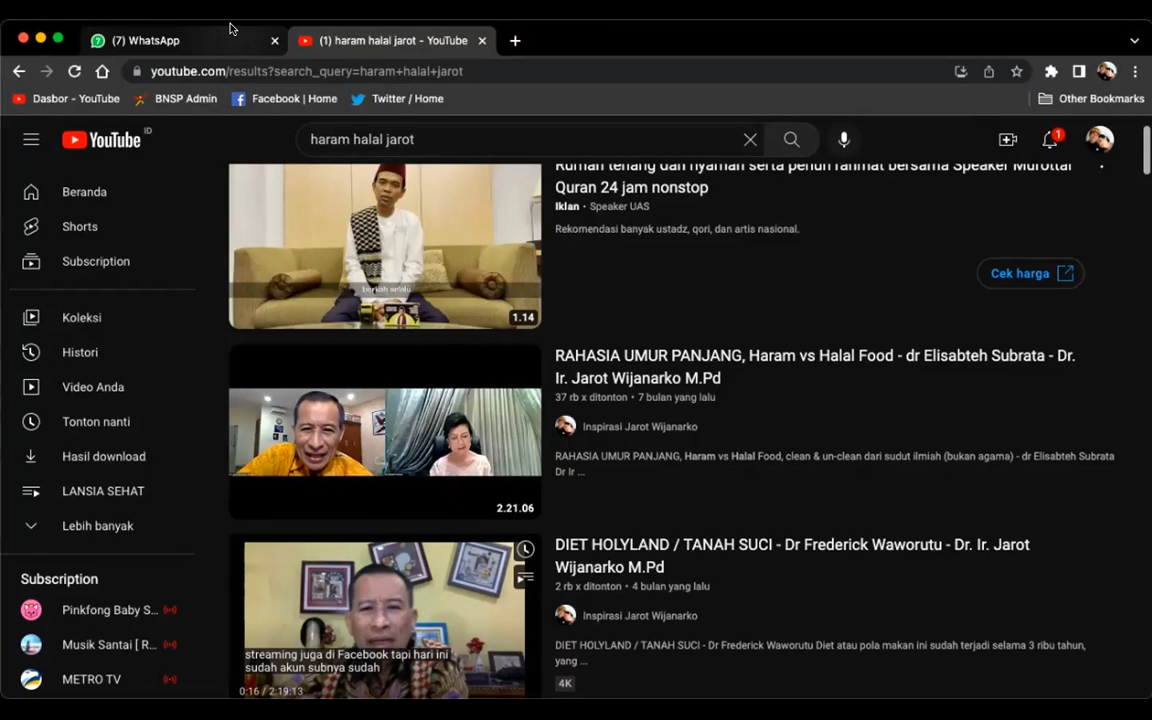 (7) WhatsApp
(1) haram halal jarot - YouTube
youtube.com/results?search_query=haram+halal+jarot
Dasbor - YouTube
BNSP Admin
Facebook | Home
Twitter / Home
Other Bookmarks
YouTube ID
haram halal jarot
1
Beranda
Shorts
Subscription
Koleksi
Histori
Video Anda
Tonton nanti
Hasil download
LANSIA SEHAT
Lebih banyak
Subscription
Pinkfong Baby S...
Musik Santai [ R...
METRO TV
berkah selalu
1.14
Rumah tenang dan nyaman serta penuh rahmat bersama Speaker Murottal
Quran 24 jam nonstop
Iklan • Speaker UAS
Rekomendasi banyak ustadz, qori, dan artis nasional.
Cek harga
2.21.06
RAHASIA UMUR PANJANG, Haram vs Halal Food - dr Elisabteh Subrata - Dr.
Ir. Jarot Wijanarko M.Pd
37 rb x ditonton • 7 bulan yang lalu
Inspirasi Jarot Wijanarko
RAHASIA UMUR PANJANG, Haram vs Halal Food, clean & un-clean dari sudut ilmiah (bukan agama) - dr Elisabteh Subrata
Dr Ir ...
streaming juga di Facebook tapi hari ini
sudah akun subnya sudah
0:16 / 2:19:13
DIET HOLYLAND / TANAH SUCI - Dr Frederick Waworutu - Dr. Ir. Jarot
Wijanarko M.Pd
2 rb x ditonton • 4 bulan yang lalu
Inspirasi Jarot Wijanarko
DIET HOLYLAND / TANAH SUCI - Dr Frederick Waworutu Diet atau pola makan ini sudah terjadi selama 3 ribu tahun,
yang ...
4K